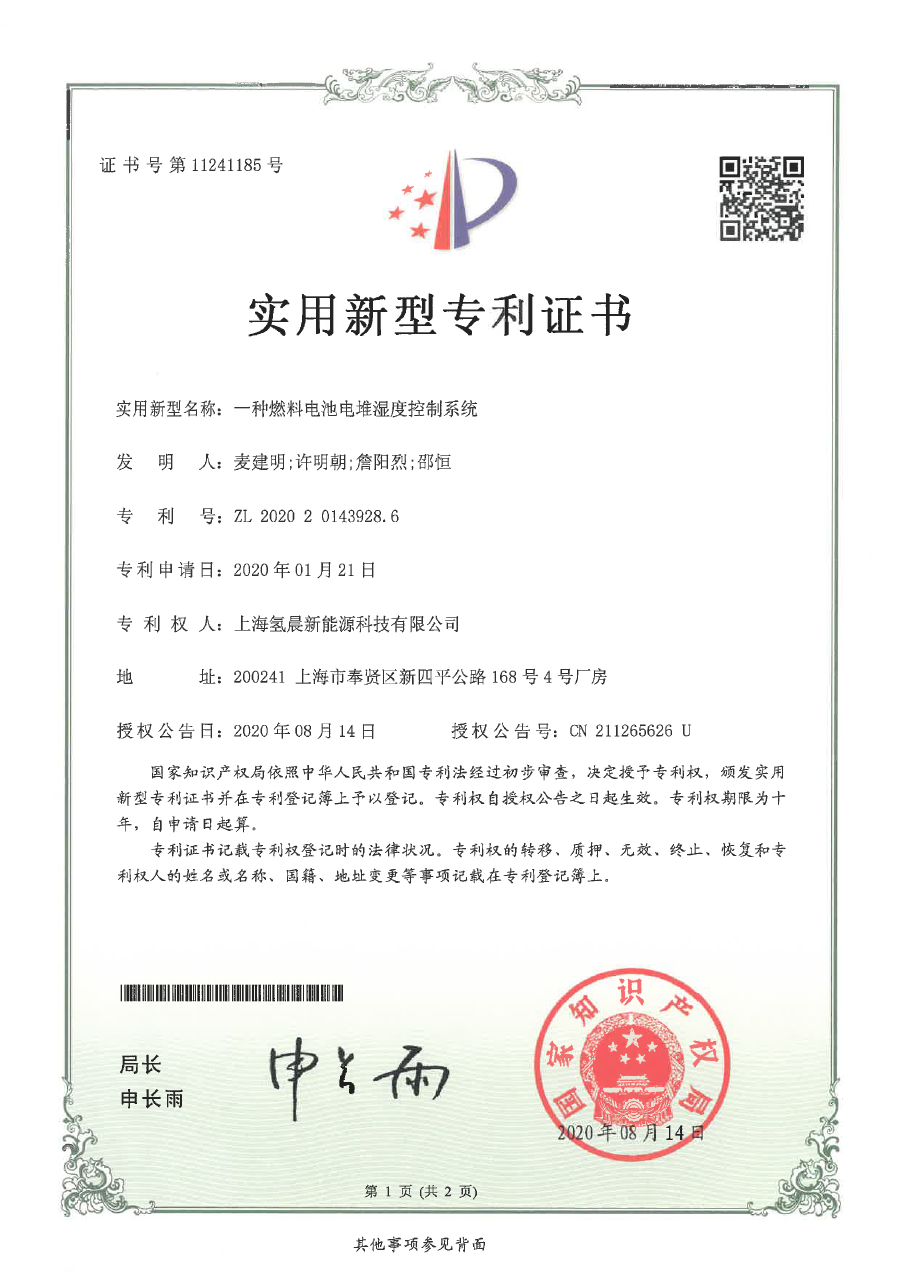 证书号第11241185号
实用新型专利证书
实用新型名称：一种燃料电池电堆湿度控制系统
发明人：麦建明;许明朝;詹阳烈;邵恒
专利号：ZL 2020 2 0143928.6
专利申请日：2020年01月21日
专利权人：上海氢晨新能源科技有限公司
地址：200241 上海市奉贤区新四平公路168号4号厂房
授权公告日：2020年08月14日 授权公告号：CN 211265626 U
国家知识产权局依照中华人民共和国专利法经过初步审查，决定授予专利权，颁发实用
新型专利证书并在专利登记簿上予以登记。专利权自授权公告之日起生效。专利权期限为十
年，自申请日起算。
专利证书记载专利权登记时的法律状况。专利权的转移、质押、无效、终止、恢复和专
利权人的姓名或名称、国籍、地址变更等事项记载在专利登记簿上。
局长
申长雨
申长雨
国家知识产权局
2020年08月14日
第 1 页 (共 2 页)
其他事项参见背面